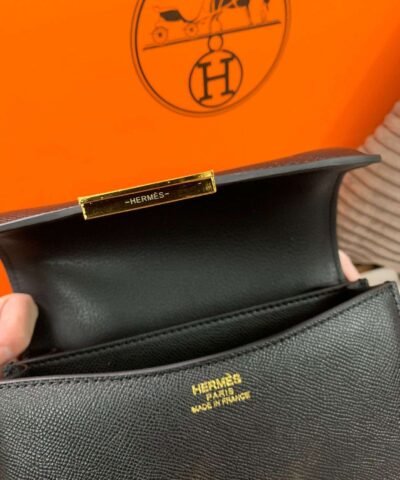 H
-HERMÈS-
HERMÈS
PARIS
MADE IN FRANCE